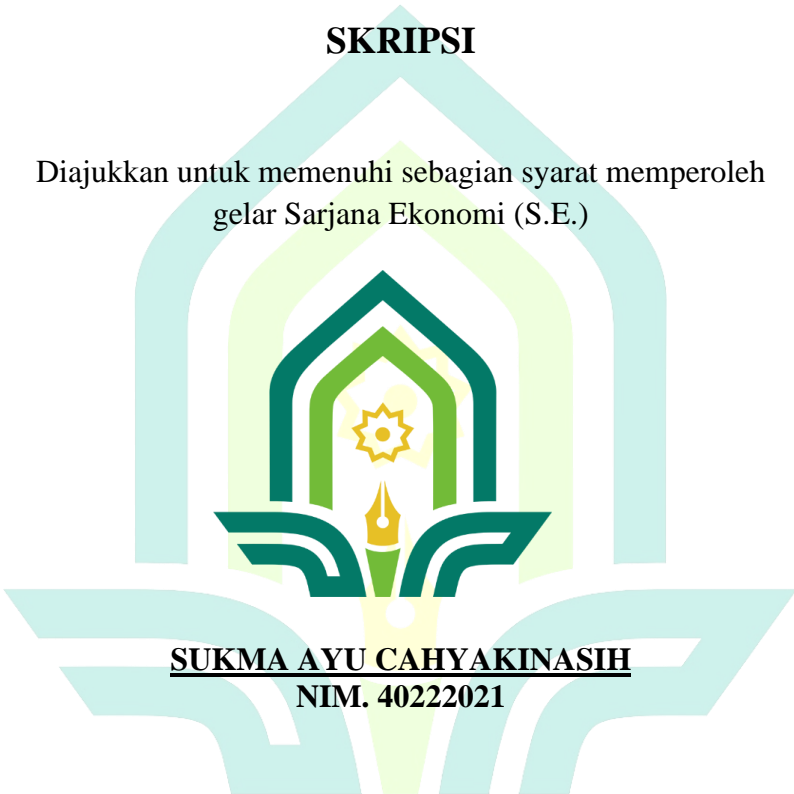 SKRIPSI
Diajukkan untuk memenuhi sebagian syarat memperoleh
gelar Sarjana Ekonomi (S.E.)
SUKMA AYU CAHYAKINASIH
NIM. 40222021